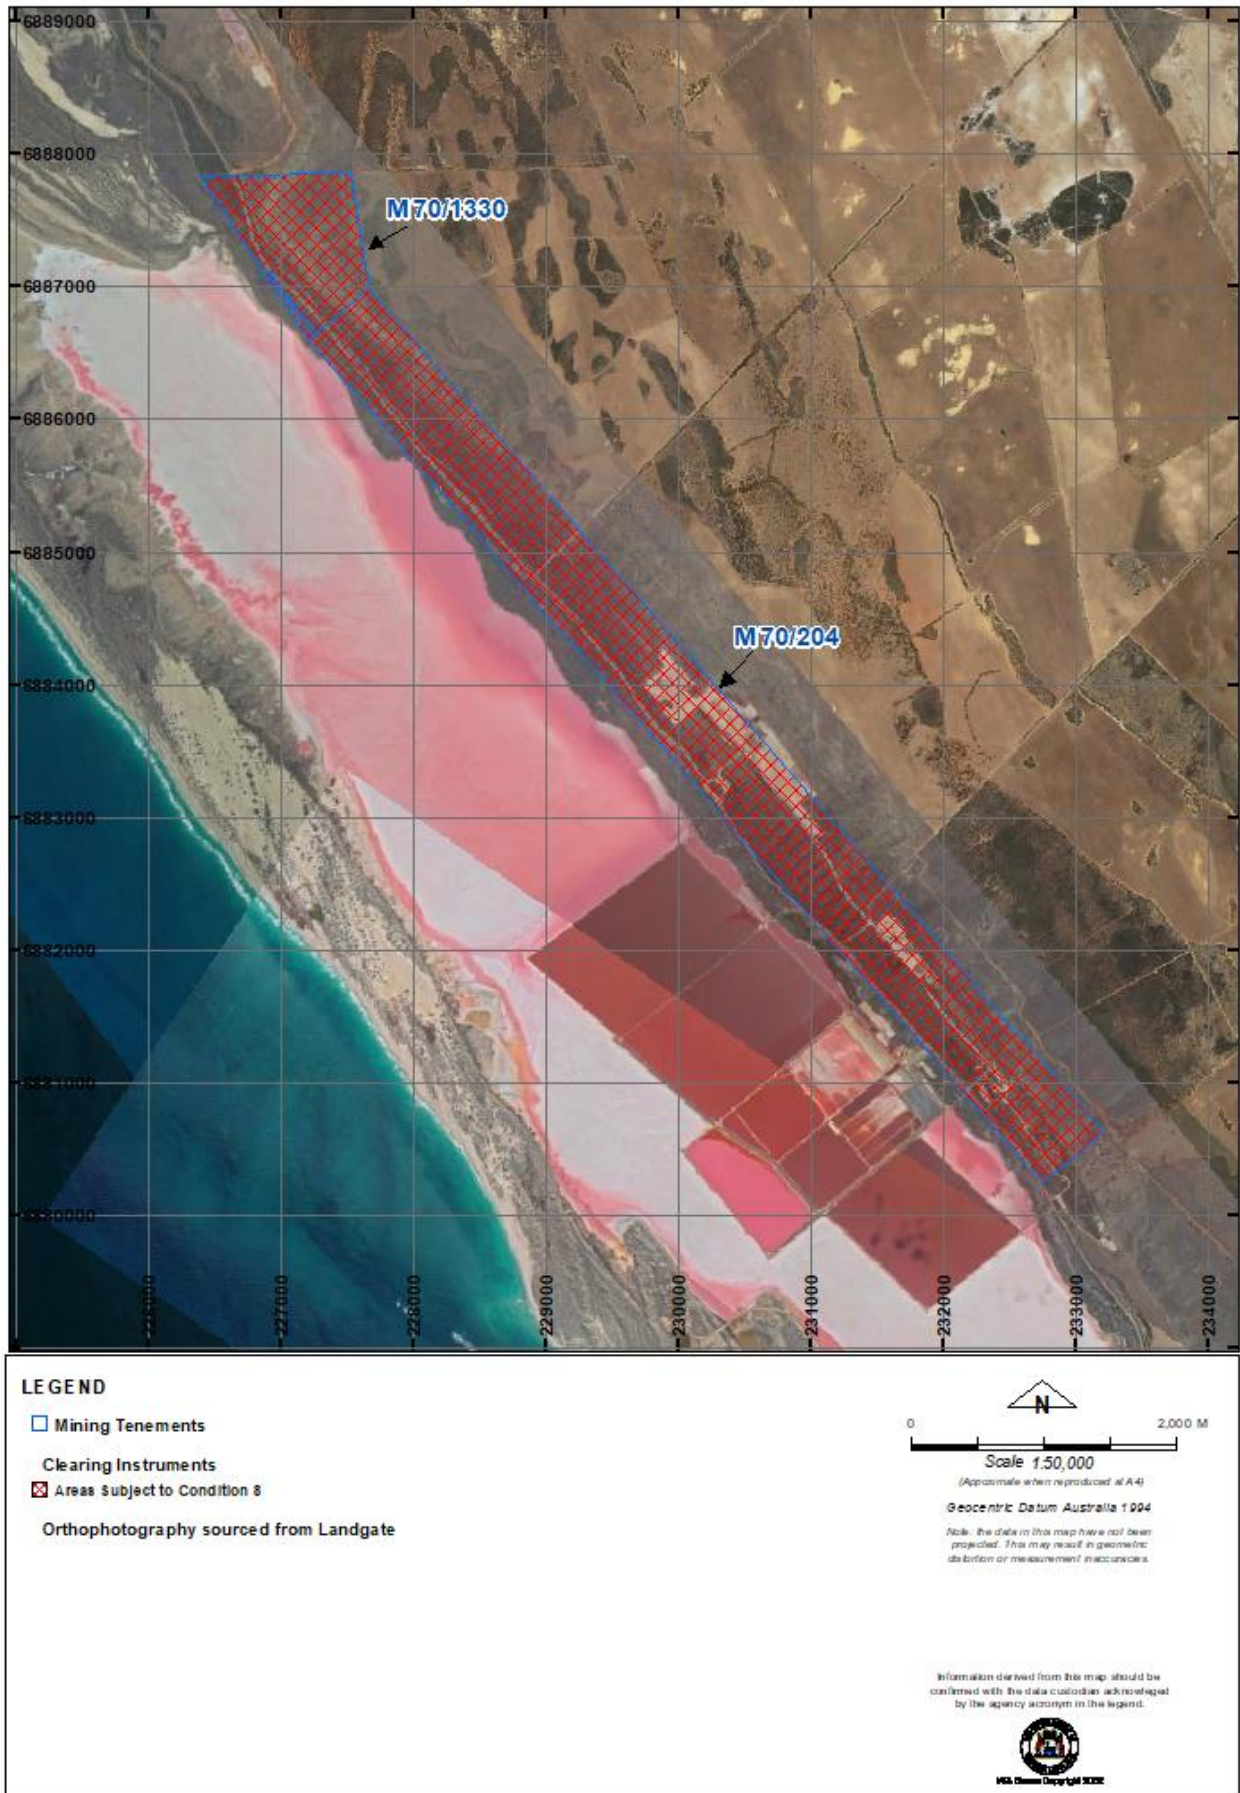 6889000
6888000
M70/1330
6887000
6886000
6885000
M70/204
6884000
6883000
6882000
6881000
6880000
226000
227000
228000
229000
230000
231000
232000
233000
234000
LEGEND
Mining Tenements
Clearing Instruments
Areas Subject to Condition 8
Orthophotography sourced from Landgate
N
0 2,000 M
Scale 1:50,000
(Approximate when reproduced at A4)
Geocentric Datum Australia 1994
Note: the data in this map have not been
projected. This may result in geometric
distortion or measurement inaccuracies.
Information derived from this map should be
confirmed with the data custodian acknowleged
by the agency acronym in the legend.